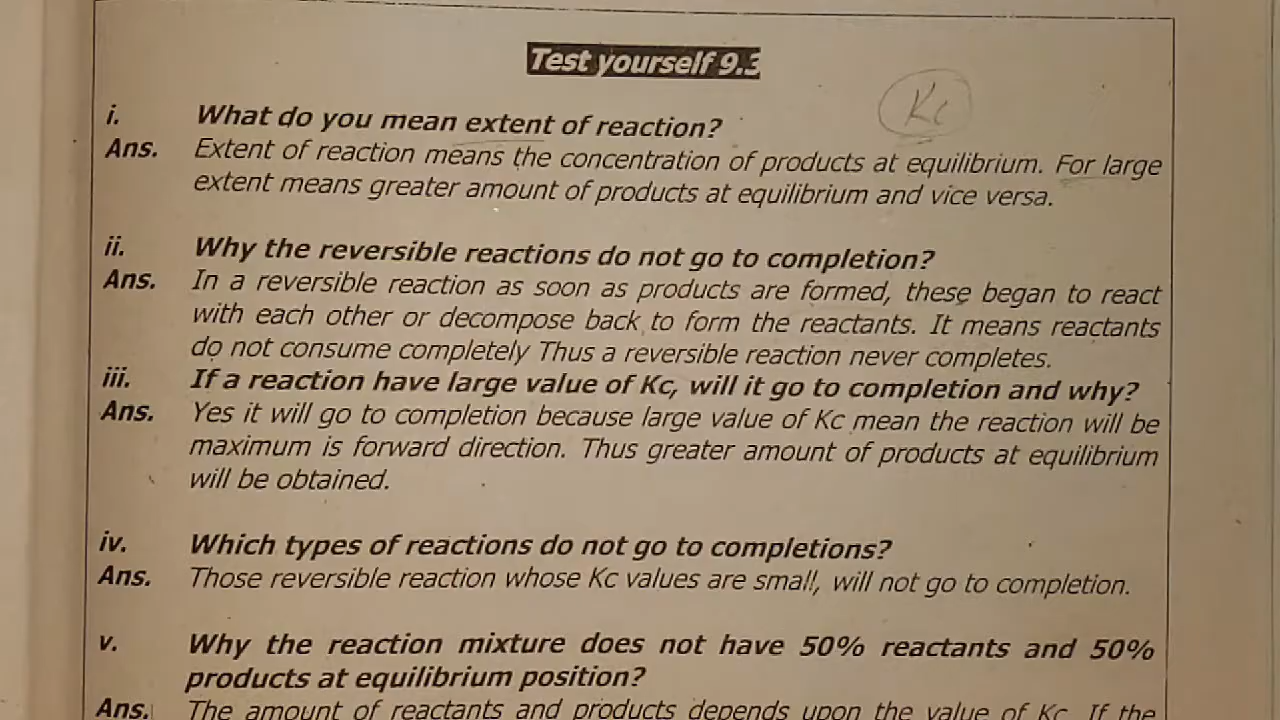 Test yourself 9.3
Kc
i. What do you mean extent of reaction?
Ans. Extent of reaction means the concentration of products at equilibrium. For large
extent means greater amount of products at equilibrium and vice versa.
ii. Why the reversible reactions do not go to completion?
Ans. In a reversible reaction as soon as products are formed, these began to react
with each other or decompose back to form the reactants. It means reactants
do not consume completely Thus a reversible reaction never completes.
iii. If a reaction have large value of Kc, will it go to completion and why?
Ans. Yes it will go to completion because large value of Kc mean the reaction will be
maximum is forward direction. Thus greater amount of products at equilibrium
will be obtained.
iv. Which types of reactions do not go to completions?
Ans. Those reversible reaction whose Kc values are small, will not go to completion.
v. Why the reaction mixture does not have 50% reactants and 50%
products at equilibrium position?
Ans. The amount of reactants and products depends upon the value of Kc. If the